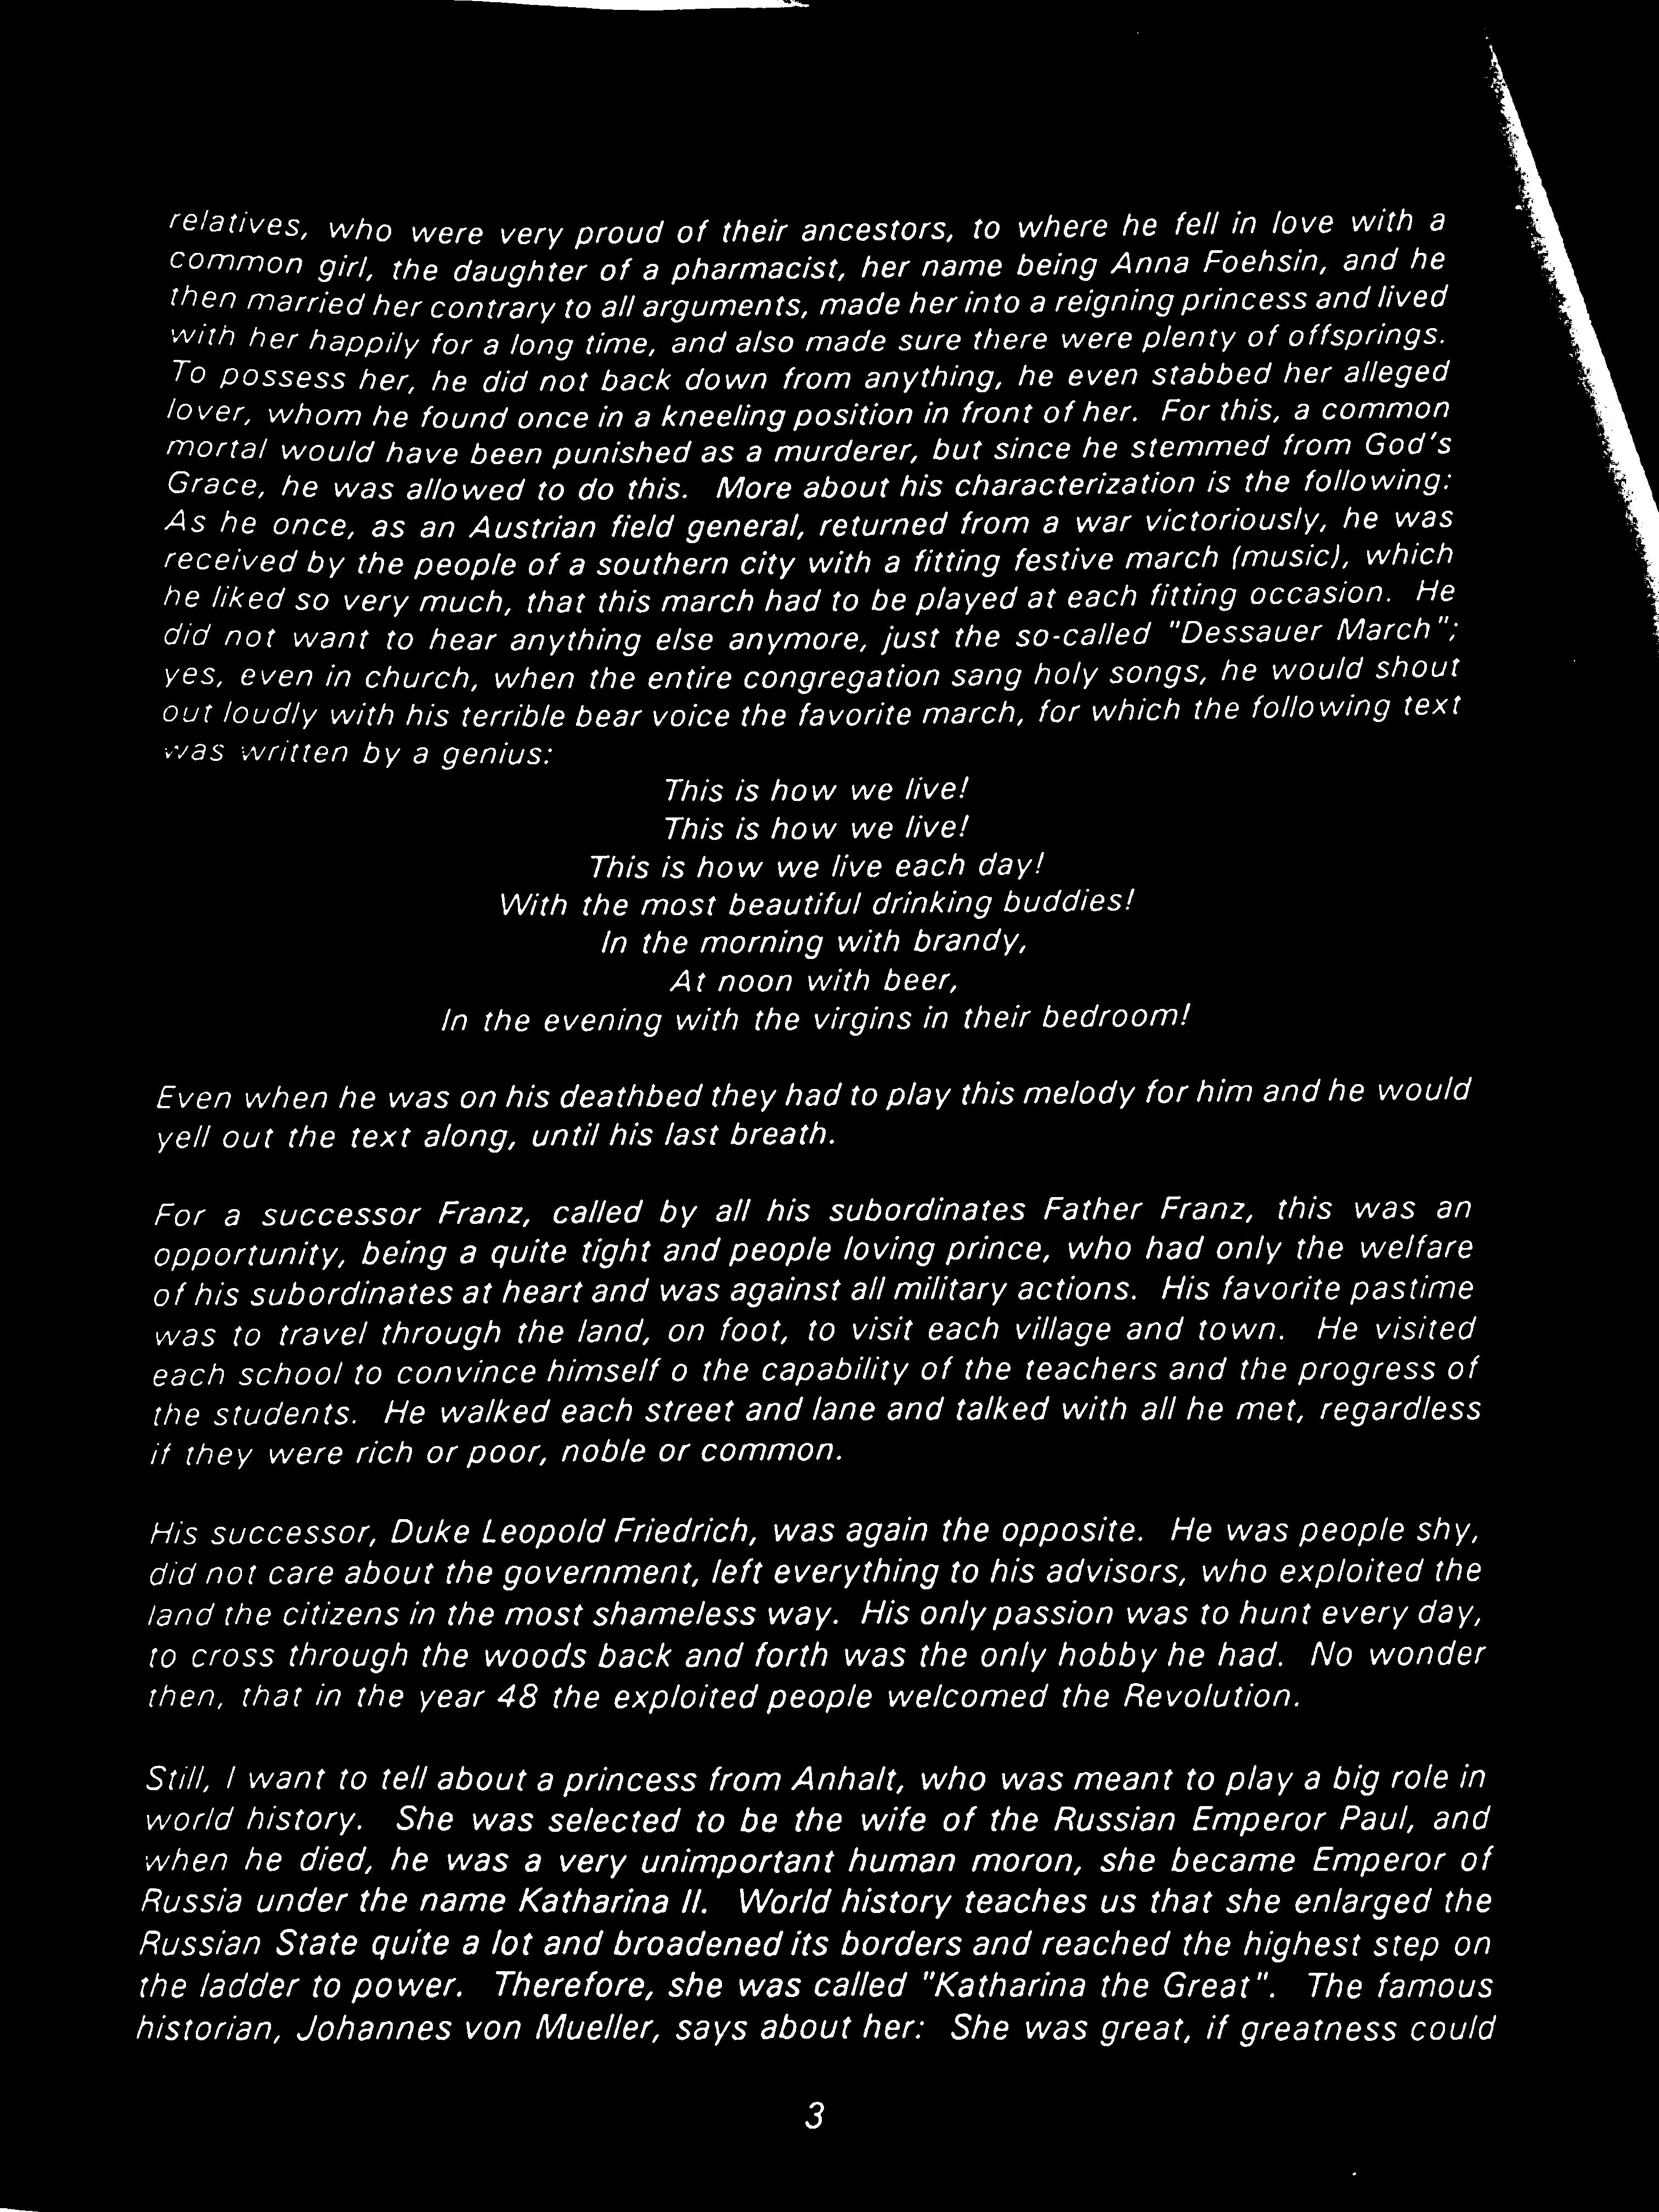 relatives, who were very proud of their ancestors, to where he fell in love with a
common girl, the daughter of a pharmacist, her name being Anna Foehsin, and he
then married her contrary to all arguments, made her into a reigning princess and lived
with her happily for a long time, and also made sure there were plenty of offsprings.
To possess her, he did not back down from anything, he even stabbed her alleged
lover, whom he found once in a kneeling position in front of her. For this, a common
mortal would have been punished as a murderer, but since he stemmed from God's
Grace, he was allowed to do this. More about his characterization is the following:
As he once, as an Austrian field general, returned from a war victoriously, he was
received by the people of a southern city with a fitting festive march (music), which
he liked so very much, that this march had to be played at each fitting occasion. He
did not want to hear anything else anymore, just the so-called "Dessauer March";
yes, even in church, when the entire congregation sang holy songs, he would shout
out loudly with his terrible bear voice the favorite march, for which the following text
was written by a genius:
This is how we live!
This is how we live!
This is how we live each day!
With the most beautiful drinking buddies!
In the morning with brandy,
At noon with beer,
In the evening with the virgins in their bedroom!
Even when he was on his deathbed they had to play this melody for him and he would
yell out the text along, until his last breath.
For a successor Franz, called by all his subordinates Father Franz, this was an
opportunity, being a quite tight and people loving prince, who had only the welfare
of his subordinates at heart and was against all military actions. His favorite pastime
was to travel through the land, on foot, to visit each village and town. He visited
each school to convince himself o the capability of the teachers and the progress of
the students. He walked each street and lane and talked with all he met, regardless
if they were rich or poor, noble or common.
His successor, Duke Leopold Friedrich, was again the opposite. He was people shy,
did not care about the government, left everything to his advisors, who exploited the
land the citizens in the most shameless way. His only passion was to hunt every day,
to cross through the woods back and forth was the only hobby he had. No wonder
then, that in the year 48 the exploited people welcomed the Revolution.
Still, I want to tell about a princess from Anhalt, who was meant to play a big role in
world history. She was selected to be the wife of the Russian Emperor Paul, and
when he died, he was a very unimportant human moron, she became Emperor of
Russia under the name Katharina II. World history teaches us that she enlarged the
Russian State quite a lot and broadened its borders and reached the highest step on
the ladder to power. Therefore, she was called "Katharina the Great". The famous
historian, Johannes von Mueller, says about her: She was great, if greatness could
3